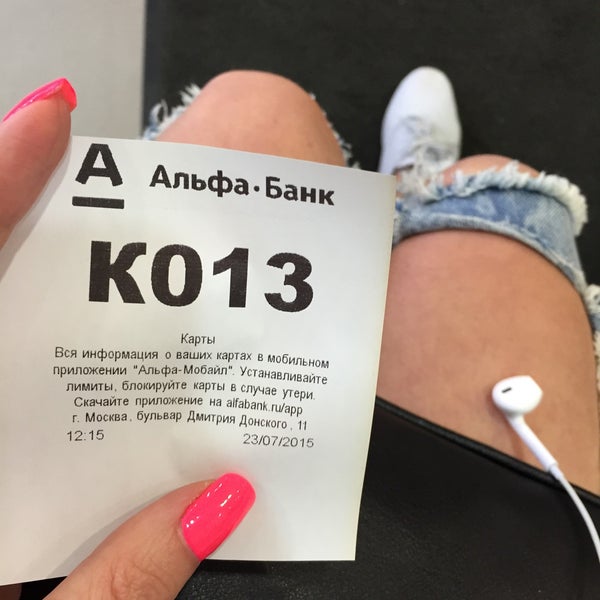 А Альфа·Банк
К013
Карты
Вся информация о ваших картах в мобильном
приложении "Альфа-Мобайл". Устанавливайте
лимиты, блокируйте карты в случае утери.
Скачайте приложение на alfabank.ru/app
г. Москва, бульвар Дмитрия Донского, 11
12:15 23/07/2015